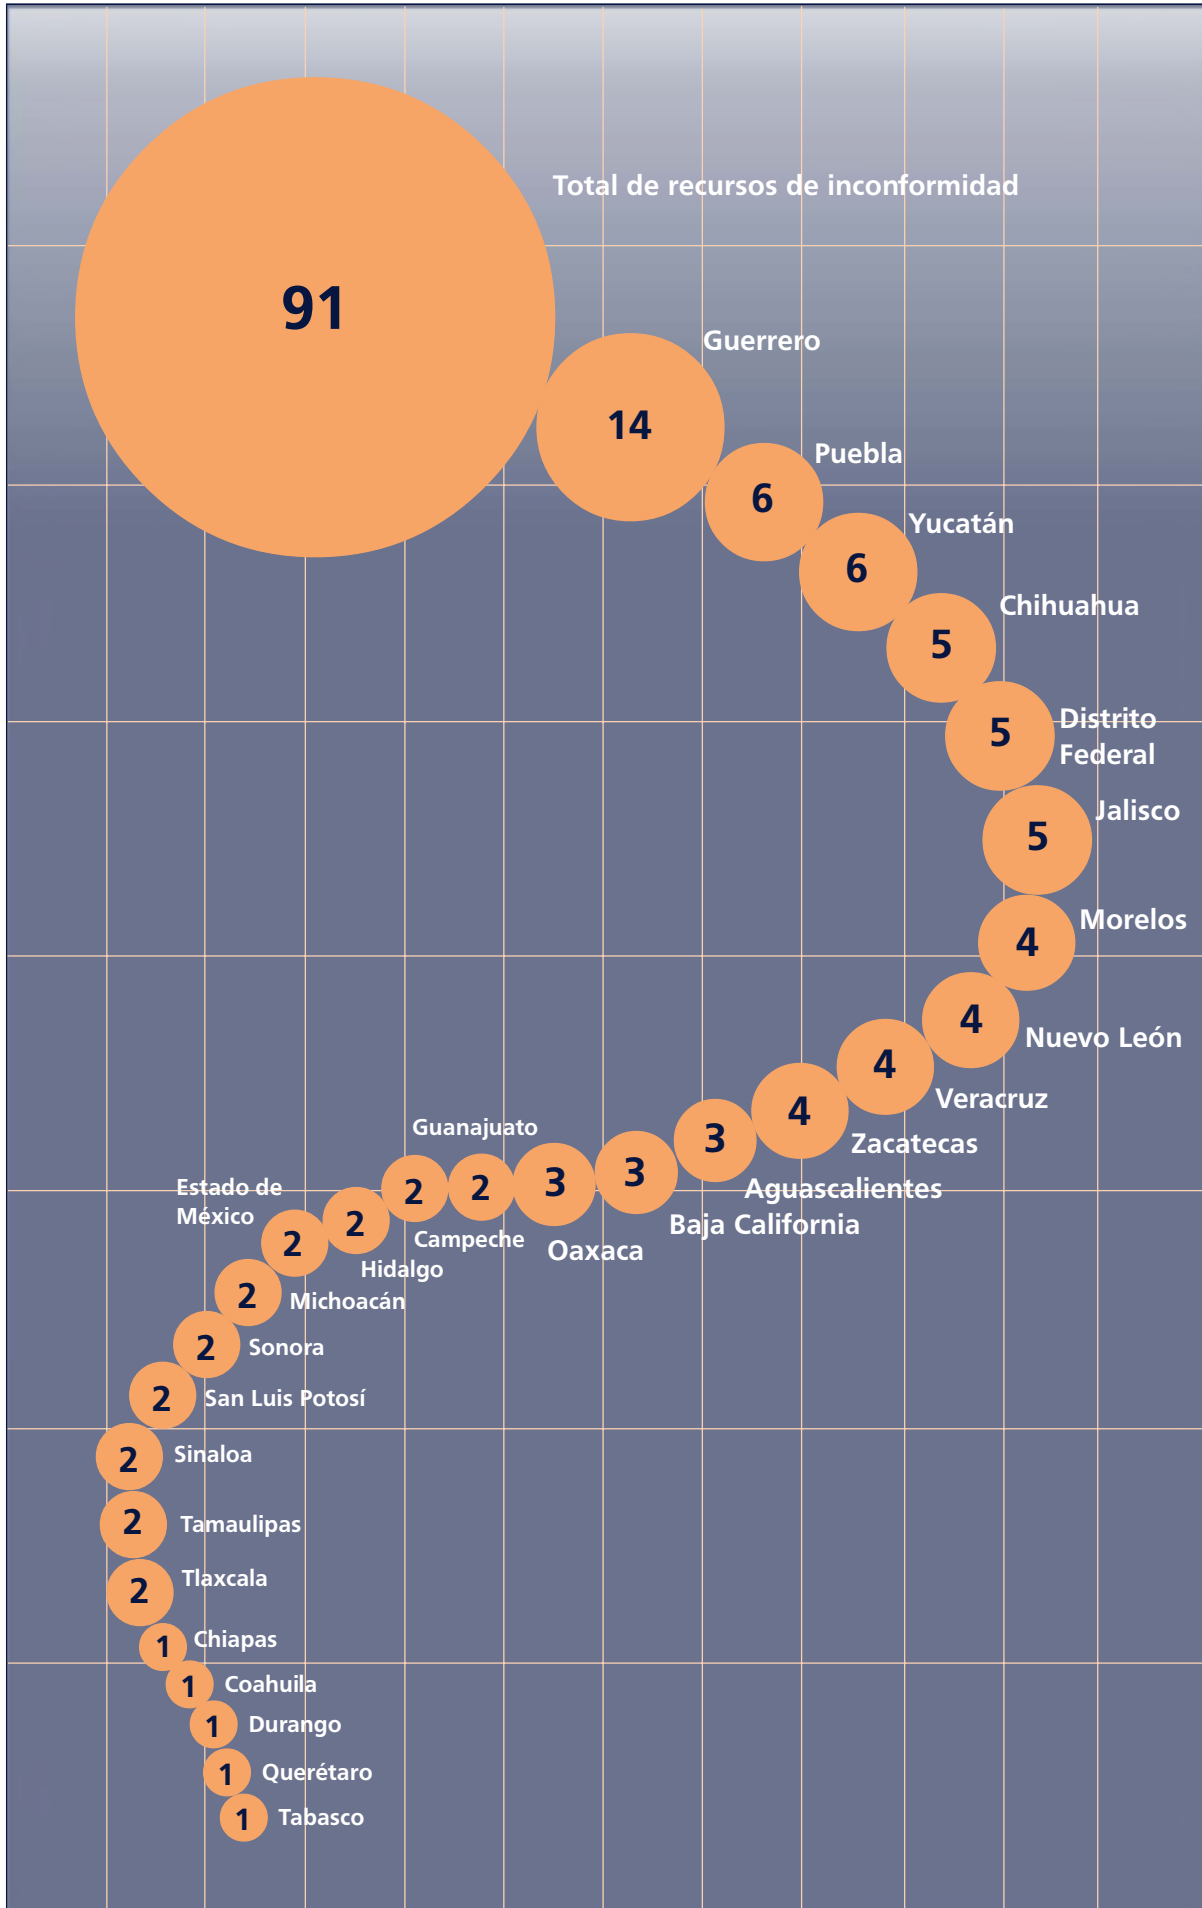 Total de recursos de inconformidad
91
Guerrero
14
Puebla
6
Yucatán
6
Chihuahua
5
Distrito
Federal
5
Jalisco
5
Morelos
4
Nuevo León
4
Veracruz
4
Zacatecas
4
Aguascalientes
3
Baja California
3
Oaxaca
3
Campeche
2
Guanajuato
2
Hidalgo
2
Estado de
México
2
Michoacán
2
Sonora
2
San Luis Potosí
2
Sinaloa
2
Tamaulipas
2
Tlaxcala
2
Chiapas
1
Coahuila
1
Durango
1
Querétaro
1
Tabasco
1